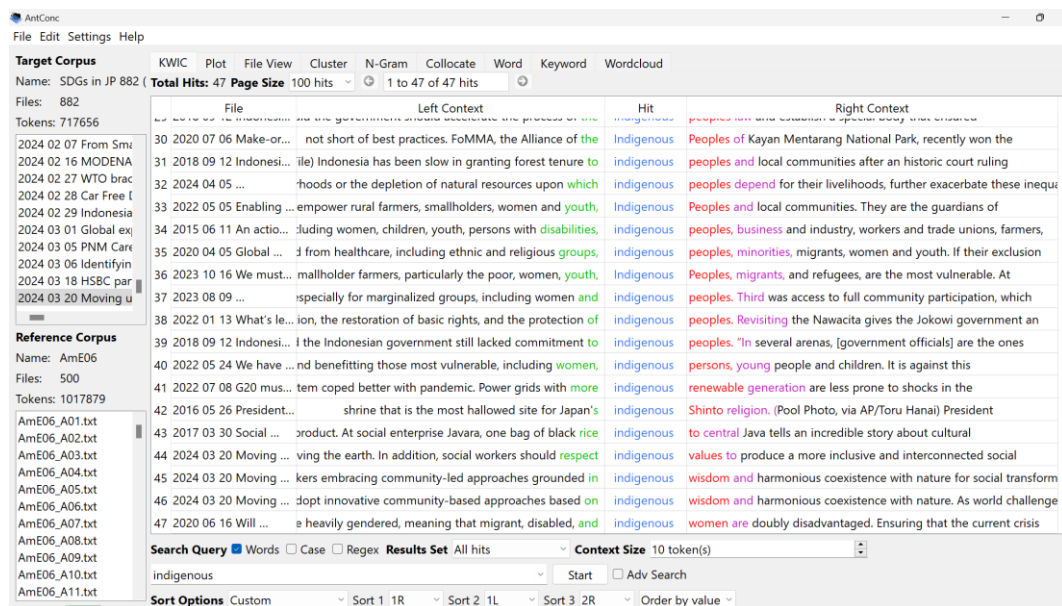 AntConc
File Edit Settings Help
Target Corpus
Name: SDGs in JP 882 (
Files: 882
Tokens: 717656
2024 02 07 From Sma
2024 02 16 MODENA
2024 02 27 WTO brac
2024 02 28 Car Free D
2024 02 29 Indonesia
2024 03 01 Global exp
2024 03 05 PNM Care
2024 03 06 Identifyin
2024 03 18 HSBC par
2024 03 20 Moving u
Reference Corpus
Name: AmE06
Files: 500
Tokens: 1017879
AmE06_A01.txt
AmE06_A02.txt
AmE06_A03.txt
AmE06_A04.txt
AmE06_A05.txt
AmE06_A06.txt
AmE06_A07.txt
AmE06_A08.txt
AmE06_A09.txt
AmE06_A10.txt
AmE06_A11.txt
KWIC Plot File View Cluster N-Gram Collocate Word Keyword Wordcloud
Total Hits: 47 Page Size 100 hits 1 to 47 of 47 hits
File Left Context Hit Right Context
30 2020 07 06 Make-or... not short of best practices. FoMMA, the Alliance of the Indigenous Peoples of Kayan Mentarang National Park, recently won the
31 2018 09 12 Indonesi... file) Indonesia has been slow in granting forest tenure to indigenous peoples and local communities after an historic court ruling
32 2024 04 05 ... rhoods or the depletion of natural resources upon which indigenous peoples depend for their livelihoods, further exacerbate these inequa
33 2022 05 05 Enabling ... empower rural farmers, smallholders, women and youth, Indigenous Peoples and local communities. They are the guardians of
34 2015 06 11 An actio... cluding women, children, youth, persons with disabilities, indigenous peoples, business and industry, workers and trade unions, farmers,
35 2020 04 05 Global ... d from healthcare, including ethnic and religious groups, indigenous peoples, minorities, migrants, women and youth. If their exclusion
36 2023 10 16 We must... mallholder farmers, particularly the poor, women, youth, Indigenous Peoples, migrants, and refugees, are the most vulnerable. At
37 2023 08 09 ... especially for marginalized groups, including women and indigenous peoples. Third was access to full community participation, which
38 2022 01 13 What's le... ion, the restoration of basic rights, and the protection of indigenous peoples. Revisiting the Nawacita gives the Jokowi government an
39 2018 09 12 Indonesi... d the Indonesian government still lacked commitment to indigenous peoples. "In several arenas, [government officials] are the ones
40 2022 05 24 We have ... nd benefitting those most vulnerable, including women, indigenous persons, young people and children. It is against this
41 2022 07 08 G20 mus... tem coped better with pandemic. Power grids with more indigenous renewable generation are less prone to shocks in the
42 2016 05 26 President... shrine that is the most hallowed site for Japan's indigenous Shinto religion. (Pool Photo, via AP/Toru Hanai) President
43 2017 03 30 Social ... product. At social enterprise Javara, one bag of black rice indigenous to central Java tells an incredible story about cultural
44 2024 03 20 Moving ... ving the earth. In addition, social workers should respect indigenous values to produce a more inclusive and interconnected social
45 2024 03 20 Moving ... kers embracing community-led approaches grounded in indigenous wisdom and harmonious coexistence with nature for social transform
46 2024 03 20 Moving ... dopt innovative community-based approaches based on indigenous wisdom and harmonious coexistence with nature. As world challenge
47 2020 06 16 Will ... e heavily gendered, meaning that migrant, disabled, and indigenous women are doubly disadvantaged. Ensuring that the current crisis
Search Query Words Case Regex Results Set All hits Context Size 10 token(s)
indigenous Start Adv Search
Sort Options Custom Sort 1 1R Sort 2 1L Sort 3 2R Order by value